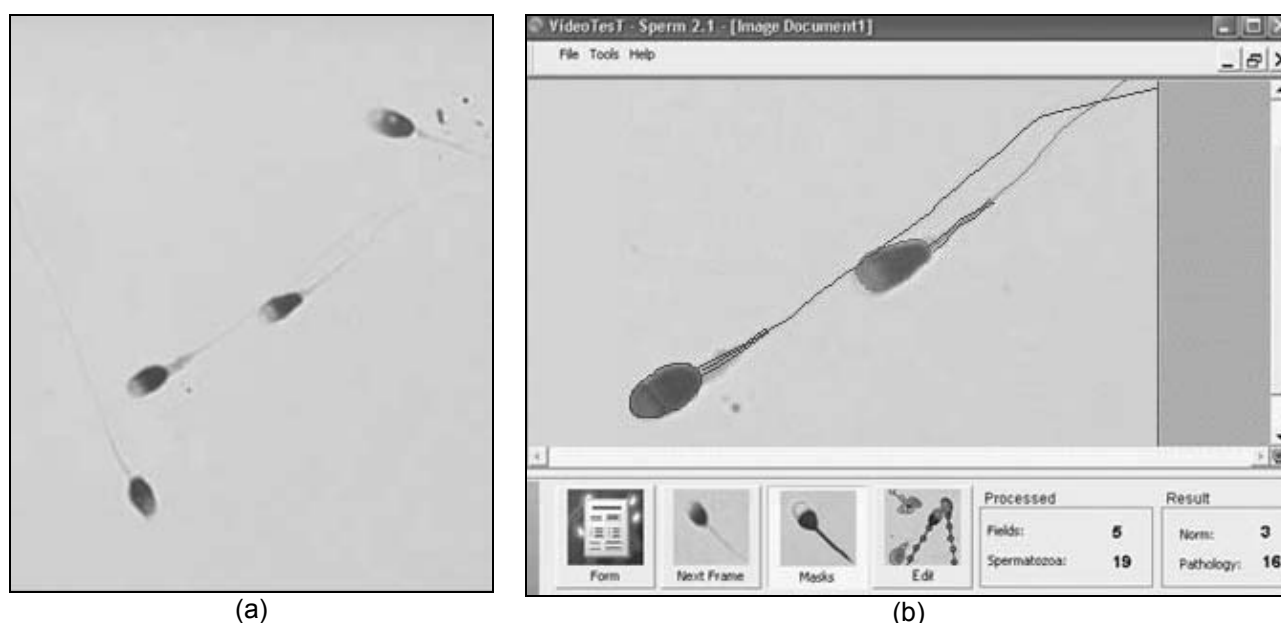 VideoTesT - Sperm 2.1 - [Image Document1]
File Tools Help
Processed
Result
Fields: 5
Norm: 3
Spermatozoa: 19
Pathology: 16
Form
Next Frame
Masks
Edit
(a)
(b)